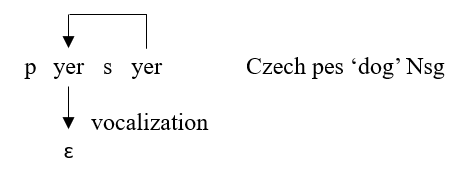 p yer s yer Czech pes ‘dog’ Nsg
vocalization
ε